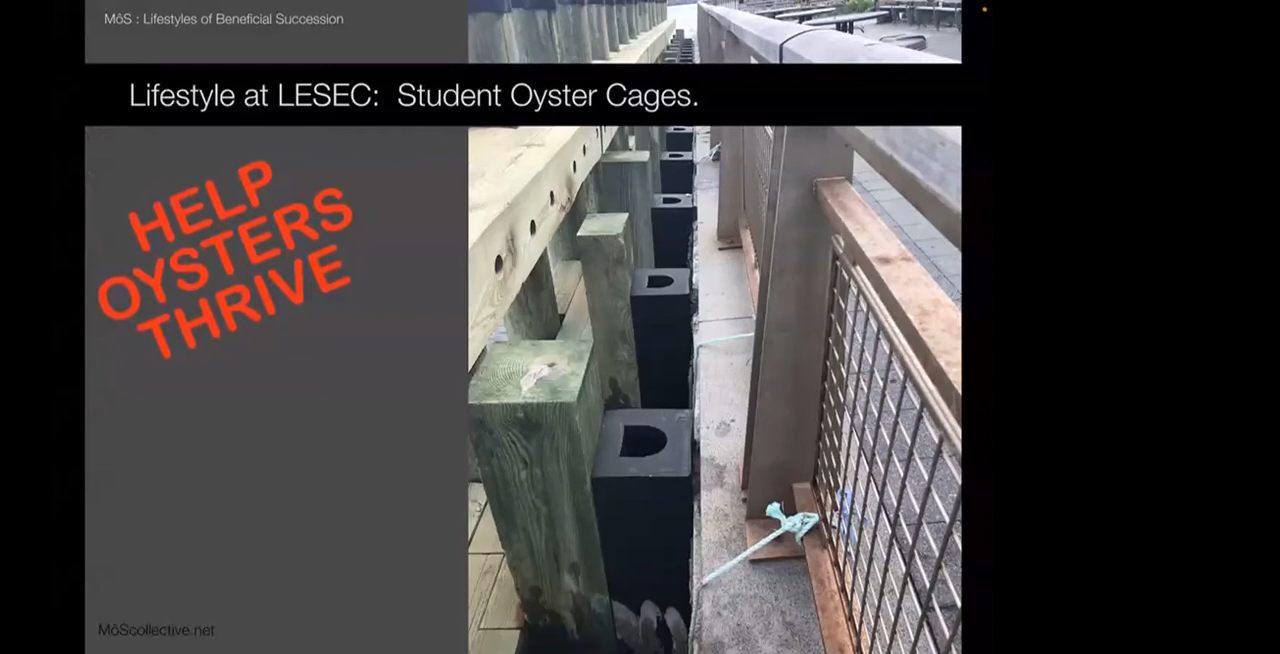 MôS : Lifestyles of Beneficial Succession
Lifestyle at LESEC: Student Oyster Cages.
HELP
OYSTERS
THRIVE
MôScollective.net